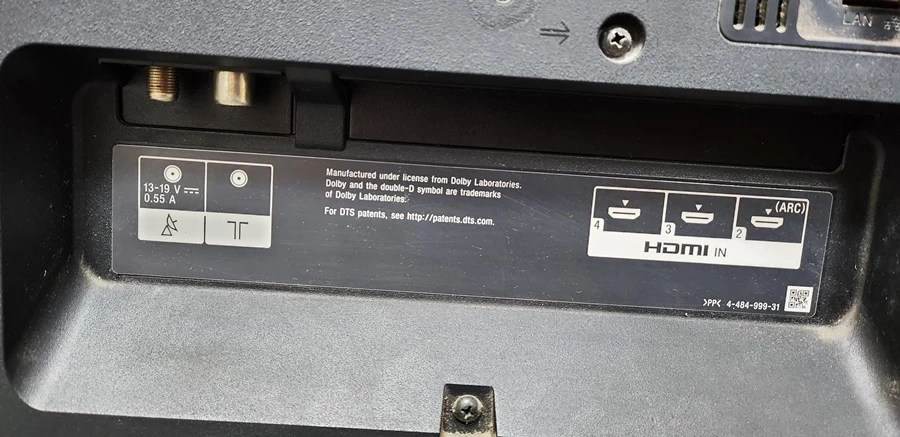 LAN
13-19 V
0.55 A
Manufactured under license from Dolby Laboratories.
Dolby and the double-D symbol are trademarks
of Dolby Laboratories.
For DTS patents, see http://patents.dts.com.
(ARC)
4
3
2
HDMI IN
>PP< 4-484-999-31